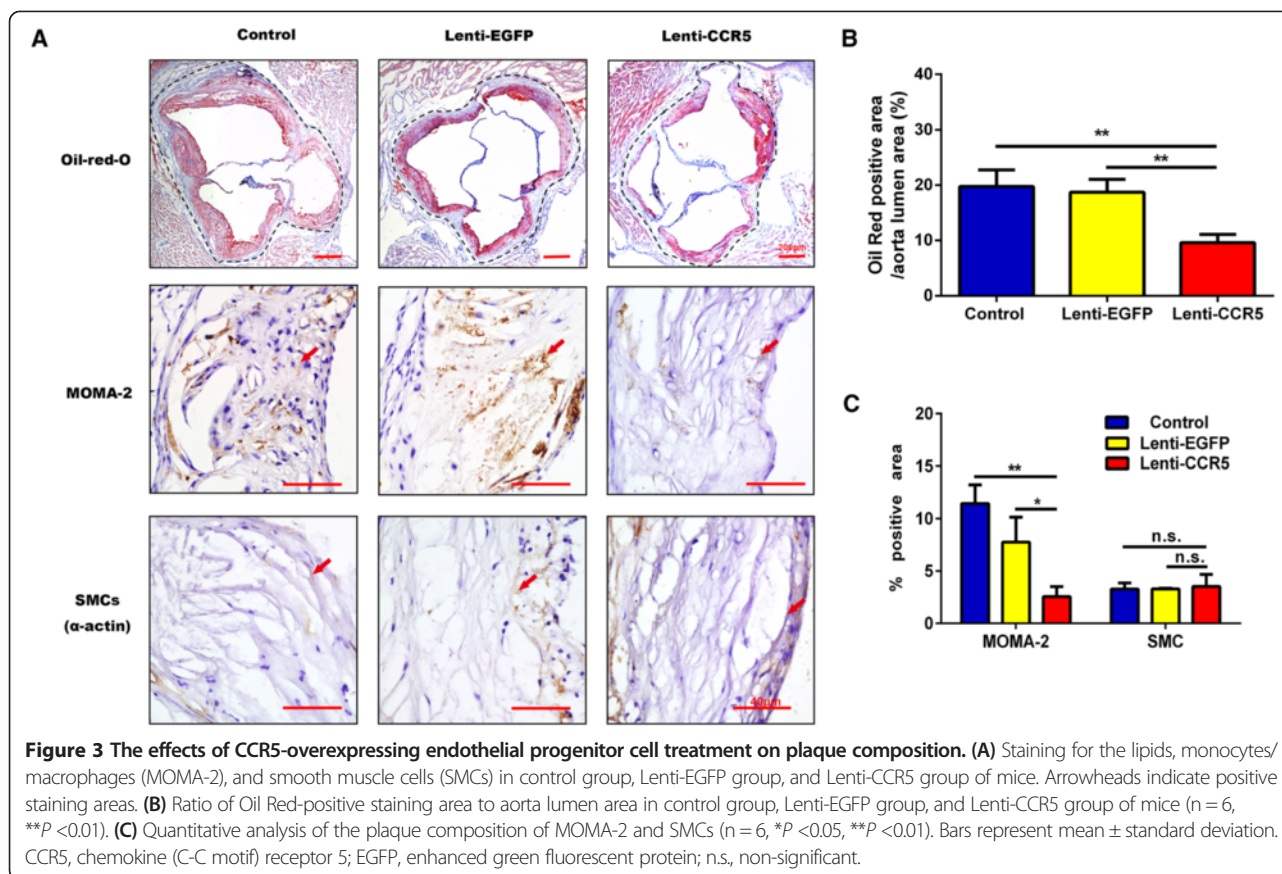 A
Control
Lenti-EGFP
Lenti-CCR5
Oil-red-O
200μm
MOMA-2
SMCs
(α-actin)
40μm
B
Oil Red positive area
/aorta lumen area (%)
40
30
20
10
0
**
**
Control
Lenti-EGFP
Lenti-CCR5
C
% positive area
20
15
10
5
0
Control
Lenti-EGFP
Lenti-CCR5
**
*
n.s.
n.s.
MOMA-2
SMC
Figure 3 The effects of CCR5-overexpressing endothelial progenitor cell treatment on plaque composition. (A) Staining for the lipids, monocytes/
macrophages (MOMA-2), and smooth muscle cells (SMCs) in control group, Lenti-EGFP group, and Lenti-CCR5 group of mice. Arrowheads indicate positive
staining areas. (B) Ratio of Oil Red-positive staining area to aorta lumen area in control group, Lenti-EGFP group, and Lenti-CCR5 group of mice (n = 6,
**P <0.01). (C) Quantitative analysis of the plaque composition of MOMA-2 and SMCs (n = 6, *P <0.05, **P <0.01). Bars represent mean ± standard deviation.
CCR5, chemokine (C-C motif) receptor 5; EGFP, enhanced green fluorescent protein; n.s., non-significant.